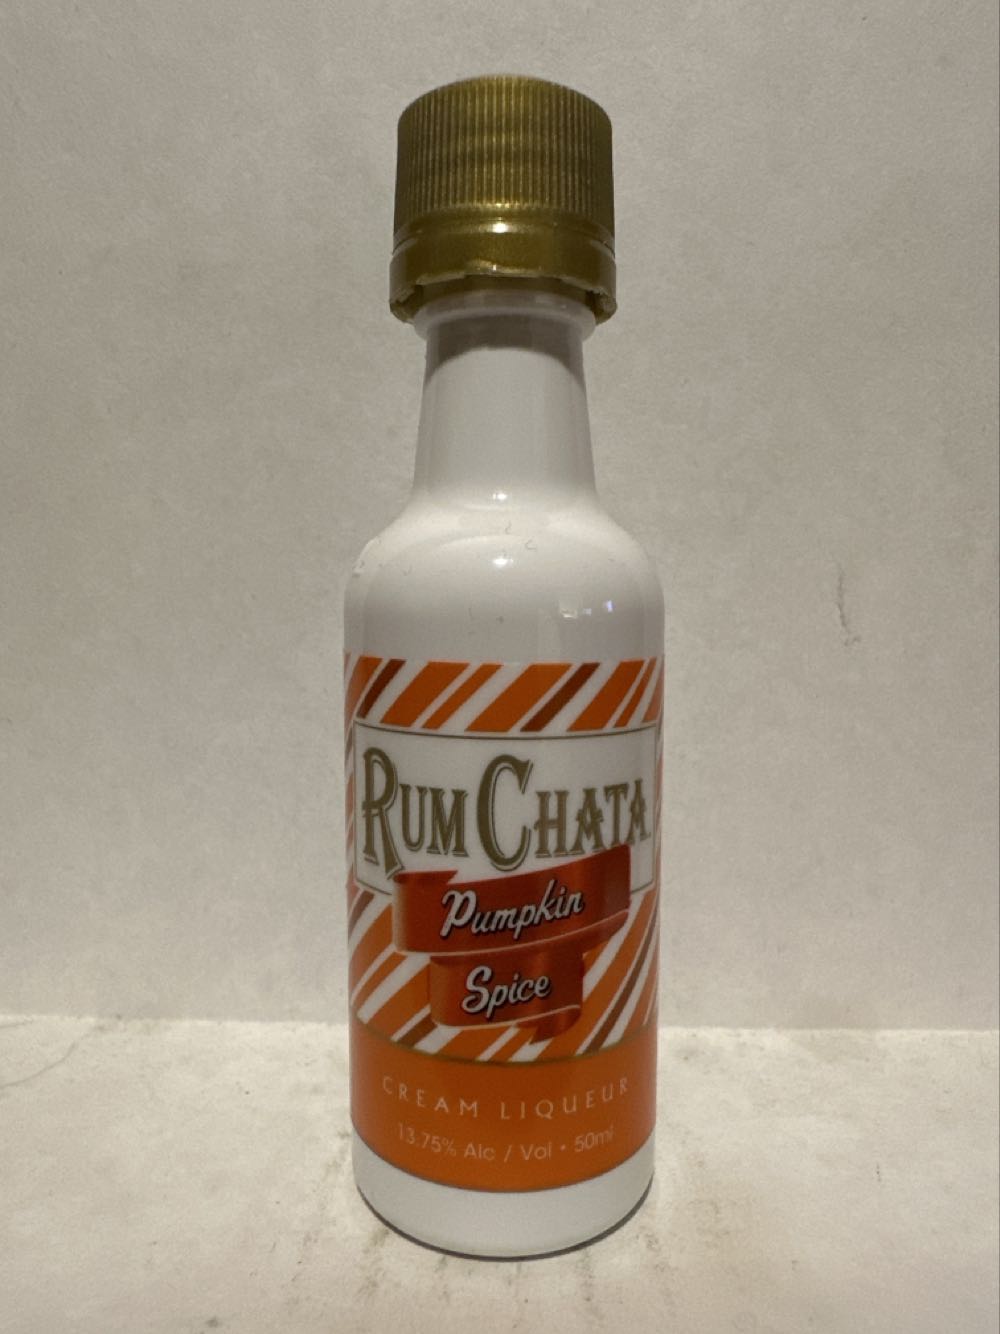 RUMCHATA
Pumpkin
Spice
CREAM LIQUEUR
13.75% Alc / Vol • 50ml